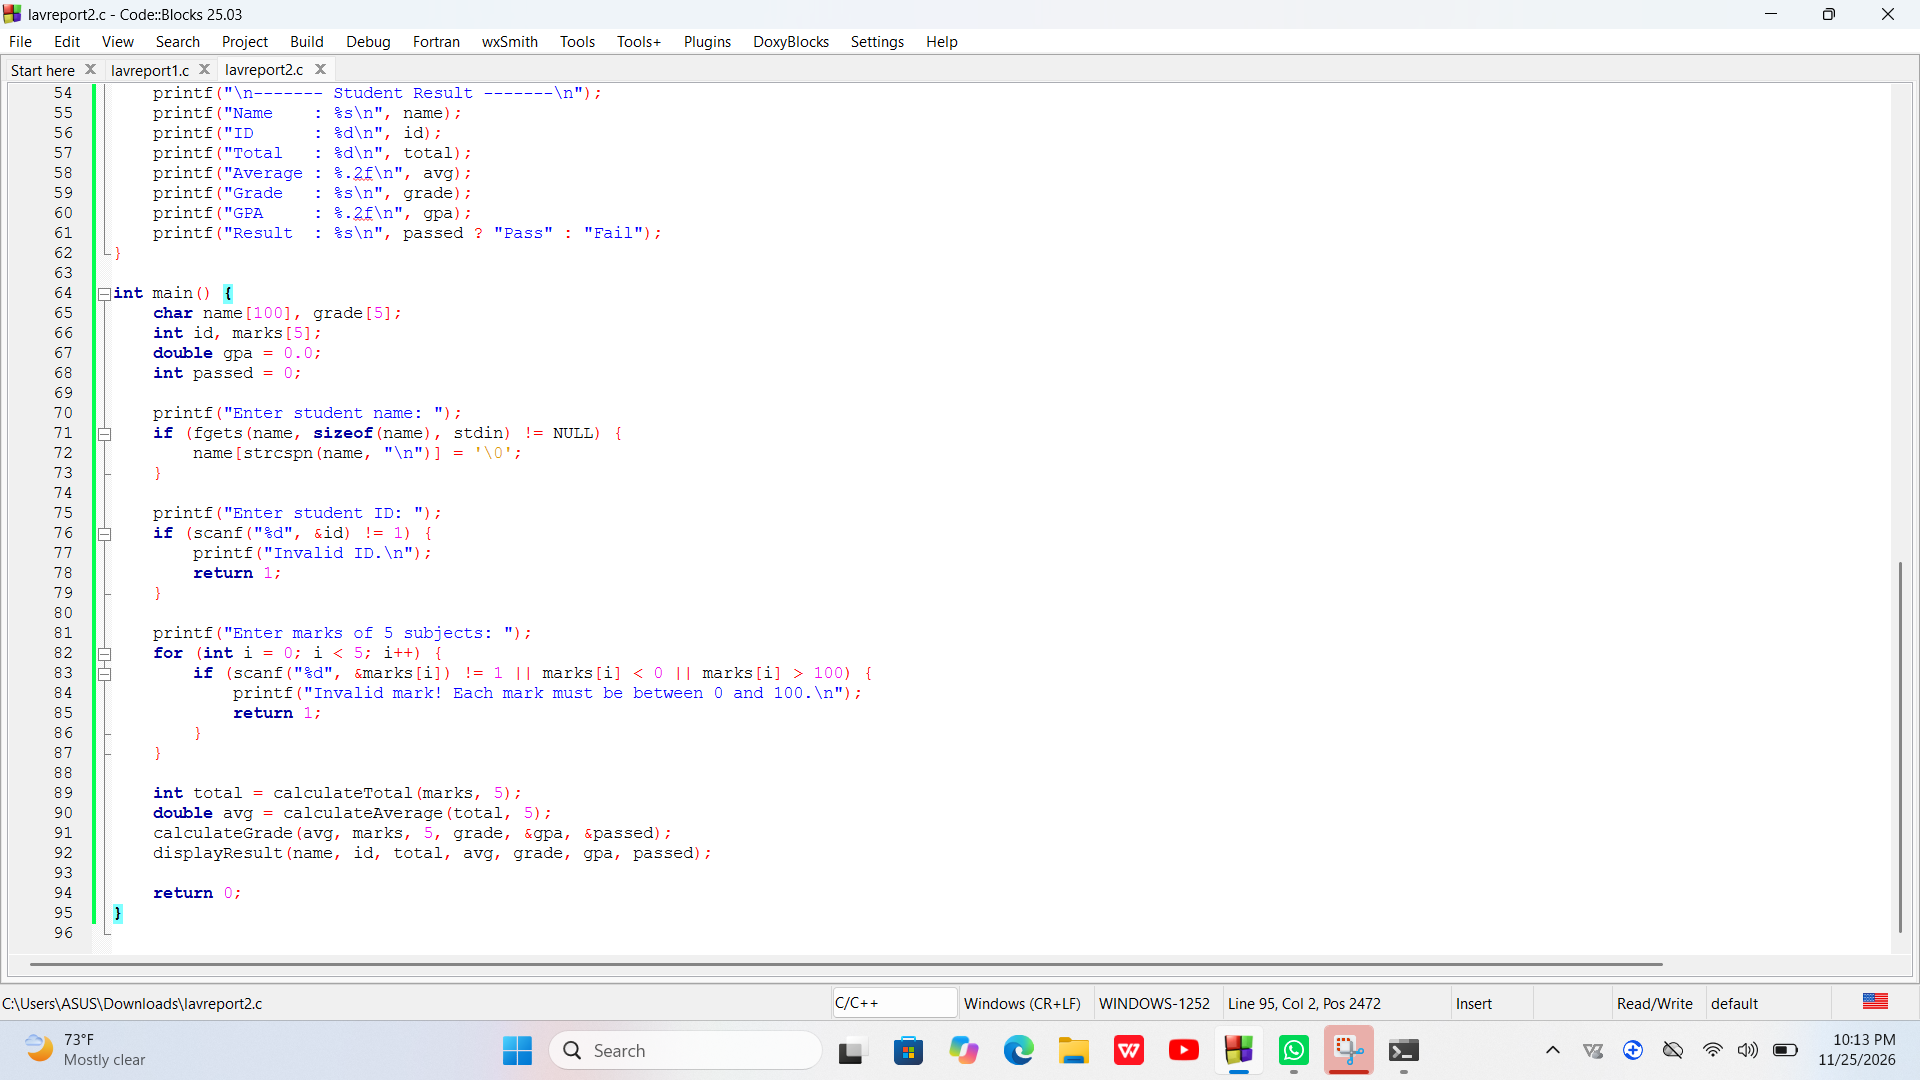 lavreport2.c - Code::Blocks 25.03
File Edit View Search Project Build Debug Fortran wxSmith Tools Tools+ Plugins DoxyBlocks Settings Help
Start here lavreport1.c lavreport2.c
54 printf("\n------- Student Result -------\n");
55 printf("Name    : %s\n", name);
56 printf("ID      : %d\n", id);
57 printf("Total   : %d\n", total);
58 printf("Average : %.2f\n", avg);
59 printf("Grade   : %s\n", grade);
60 printf("GPA     : %.2f\n", gpa);
61 printf("Result  : %s\n", passed ? "Pass" : "Fail");
62 }
63
64 int main() {
65 char name[100], grade[5];
66 int id, marks[5];
67 double gpa = 0.0;
68 int passed = 0;
69
70 printf("Enter student name: ");
71 if (fgets(name, sizeof(name), stdin) != NULL) {
72 name[strcspn(name, "\n")] = '\0';
73 }
74
75 printf("Enter student ID: ");
76 if (scanf("%d", &id) != 1) {
77 printf("Invalid ID.\n");
78 return 1;
79 }
80
81 printf("Enter marks of 5 subjects: ");
82 for (int i = 0; i < 5; i++) {
83 if (scanf("%d", &marks[i]) != 1 || marks[i] < 0 || marks[i] > 100) {
84 printf("Invalid mark! Each mark must be between 0 and 100.\n");
85 return 1;
86 }
87 }
88
89 int total = calculateTotal(marks, 5);
90 double avg = calculateAverage(total, 5);
91 calculateGrade(avg, marks, 5, grade, &gpa, &passed);
92 displayResult(name, id, total, avg, grade, gpa, passed);
93
94 return 0;
95 }
96
C:\Users\ASUS\Downloads\lavreport2.c C/C++ Windows (CR+LF) WINDOWS-1252 Line 95, Col 2, Pos 2472 Insert Read/Write default
73°F
Mostly clear
Search
10:13 PM
11/25/2026